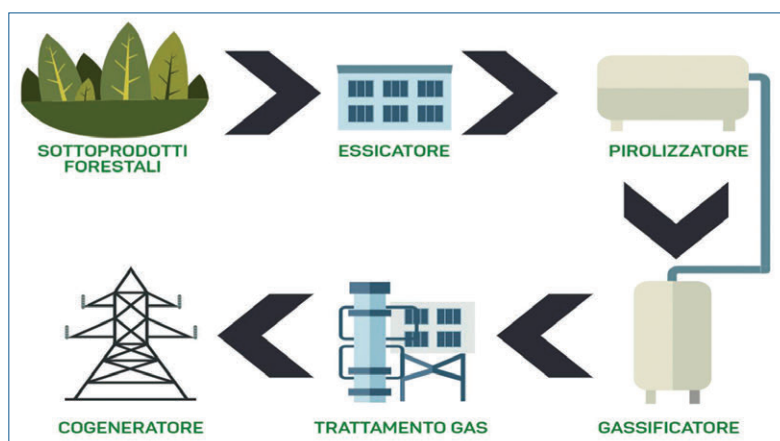 SOTTOPRODOTTI
FORESTALI
ESSICATORE
PIROLIZZATORE
COGENERATORE
TRATTAMENTO GAS
GASSIFICATORE